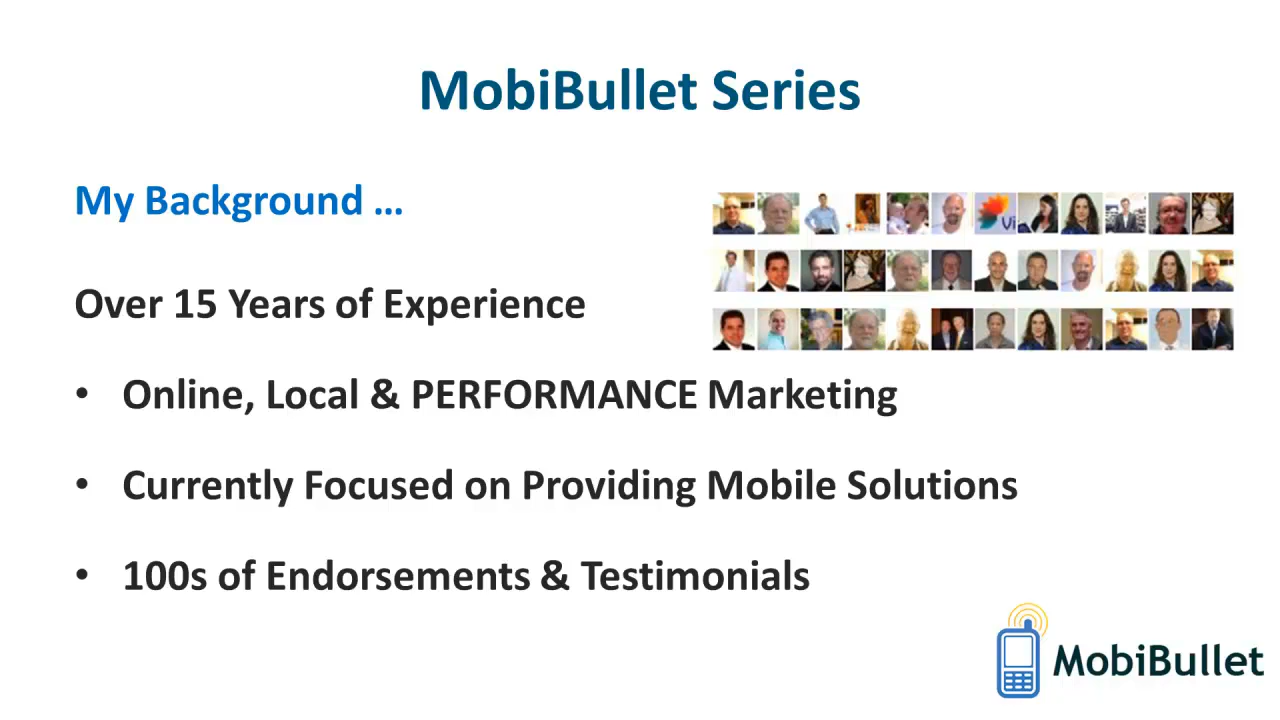 MobiBullet Series
My Background ...
Over 15 Years of Experience
• Online, Local & PERFORMANCE Marketing
• Currently Focused on Providing Mobile Solutions
• 100s of Endorsements & Testimonials
Vi
MobiBullet